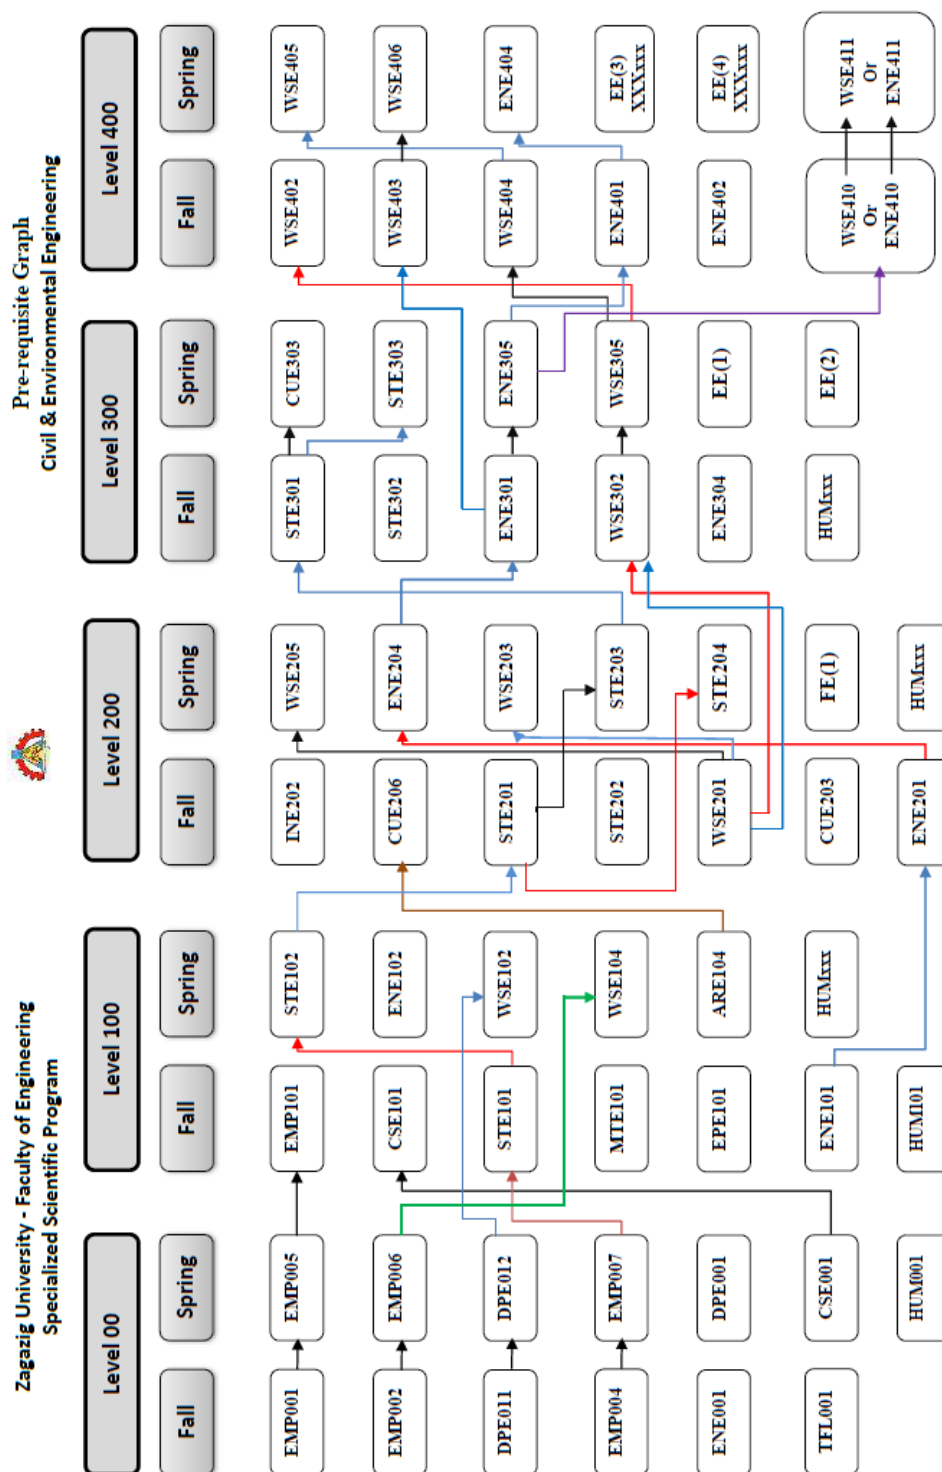 Zagazig University - Faculty of Engineering
Specialized Scientific Program
Pre-requisite Graph
Civil & Environmental Engineering
Level 00
Level 100
Level 200
Level 300
Level 400
Fall
Spring
Fall
Spring
Fall
Spring
Fall
Spring
Fall
Spring
EMP001
EMP005
EMP101
STE102
INE202
WSE205
STE301
CUE303
WSE402
WSE405
EMP002
EMP006
CSE101
ENE102
CUE206
ENE204
STE302
STE303
WSE403
WSE406
DPE011
DPE012
STE101
WSE102
STE201
WSE203
ENE301
ENE305
WSE404
ENE404
EMP004
EMP007
MTE101
WSE104
STE202
STE203
WSE302
WSE305
ENE401
EE(3)
XXXxxx
ENE001
DPE001
EPE101
ARE104
WSE201
STE204
ENE304
EE(1)
ENE402
EE(4)
XXXxxx
TFL001
CSE001
ENE101
HUMxxx
CUE203
FE(1)
HUMxxx
EE(2)
WSE410
Or
ENE410
WSE411
Or
ENE411
HUM001
HUM101
ENE201
HUMxxx